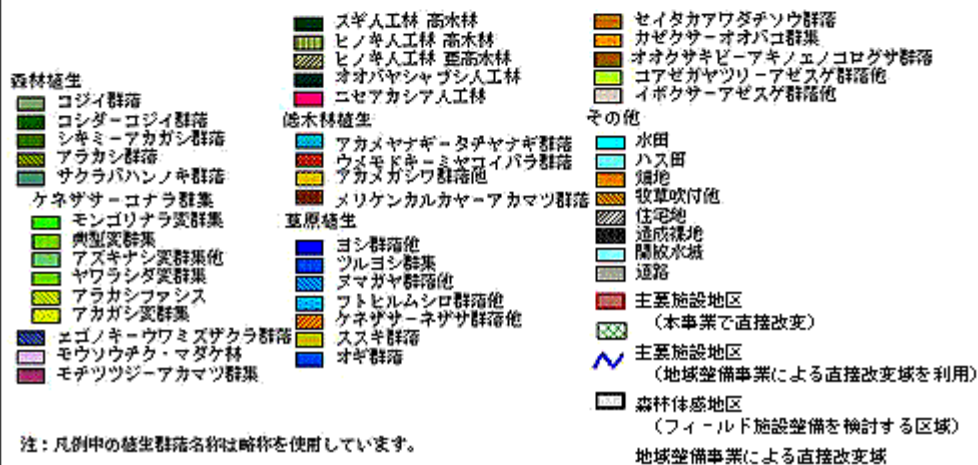 森林植生
コジイ群落
コシダーコジイ群落
シキミーアカガシ群落
アラカシ群落
サクラバハンノキ群落
ケネザサーコナラ群集
モンゴリナラ変群集
典型変群集
アズキナシ変群集他
ヤワラシダ変群集
アラカシファシス
アカガシ変群集
エゴノキーウワミズザクラ群落
モウソウチク・マダケ林
モチツツジーアカマツ群集
スギ人工林 高木林
ヒノキ人工林 高木林
ヒノキ人工林 亜高木林
オオバヤシャブシ人工林
ニセアカシア人工林
低木林植生
アカメヤナギータチヤナギ群落
ウメモドキーミヤコイバラ群落
アカメガシワ群落他
メリケンカルカヤーアカマツ群落
草原植生
ヨシ群落他
ツルヨシ群集
ヌマガヤ群落他
フトヒルムシロ群落他
ケネザサーネザサ群落他
ススキ群落
オギ群落
セイタカアワダチソウ群落
カゼクサーオオバコ群集
オオクサキビーアキノエノコログサ群落
コアゼガヤツリーアゼスゲ群落他
イボクサーアゼスゲ群落他
その他
水田
ハス田
畑地
牧草吹付他
住宅地
造成裸地
開放水域
道路
主要施設地区
(本事業で直接改変)
主要施設地区
(地域整備事業による直接改変域を利用)
森林体感地区
(フィールド施設整備を検討する区域)
地域整備事業による直接改変域
注:凡例中の植生群落名称は略称を使用しています。